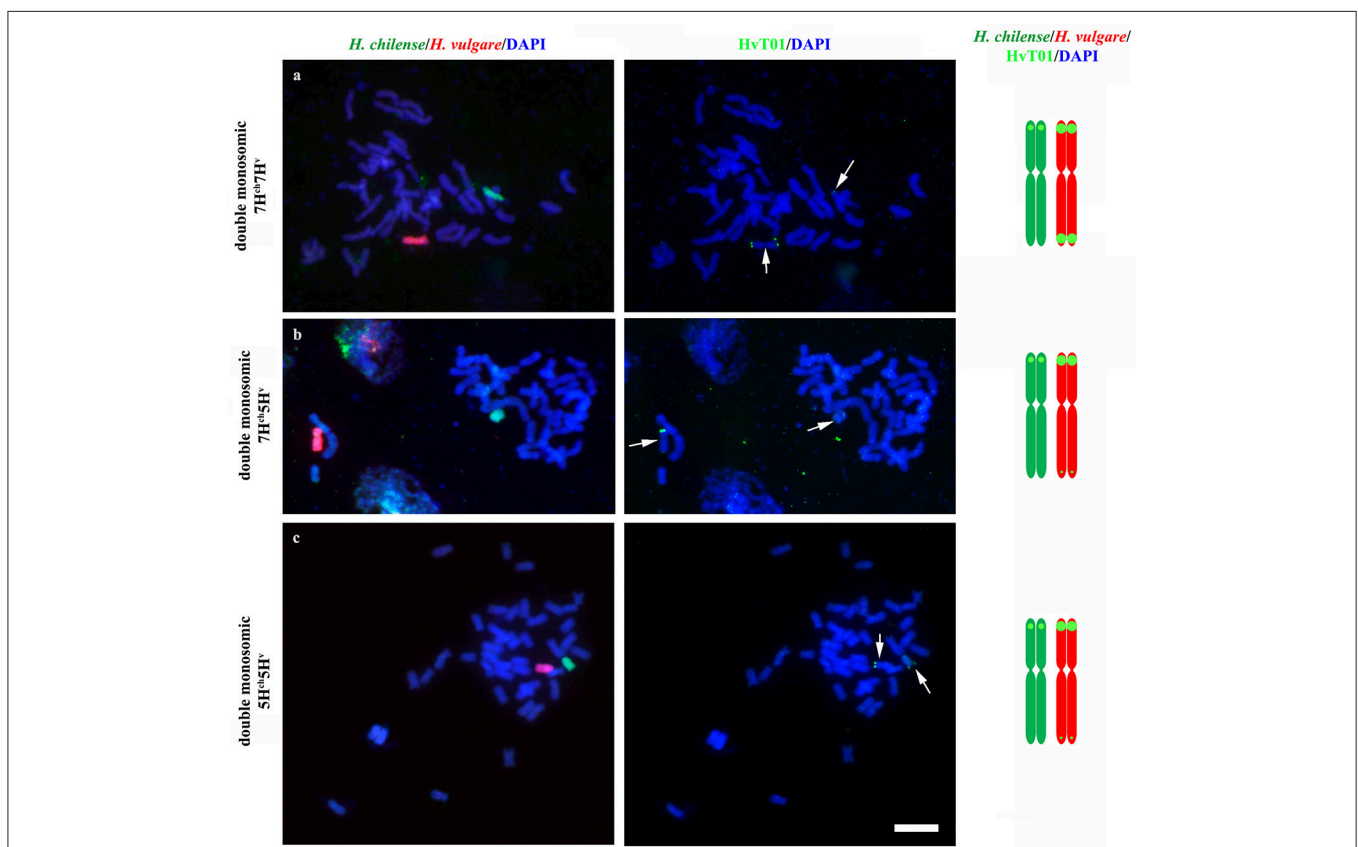 H. chilense/H. vulgare/DAPI
HvT01/DAPI
H. chilense/H. vulgare/
HvT01/DAPI
a
double monosomic
7Hᶜʰ7Hᵛ
b
double monosomic
7Hᶜʰ5Hᵛ
c
double monosomic
5Hᶜʰ5Hᵛ